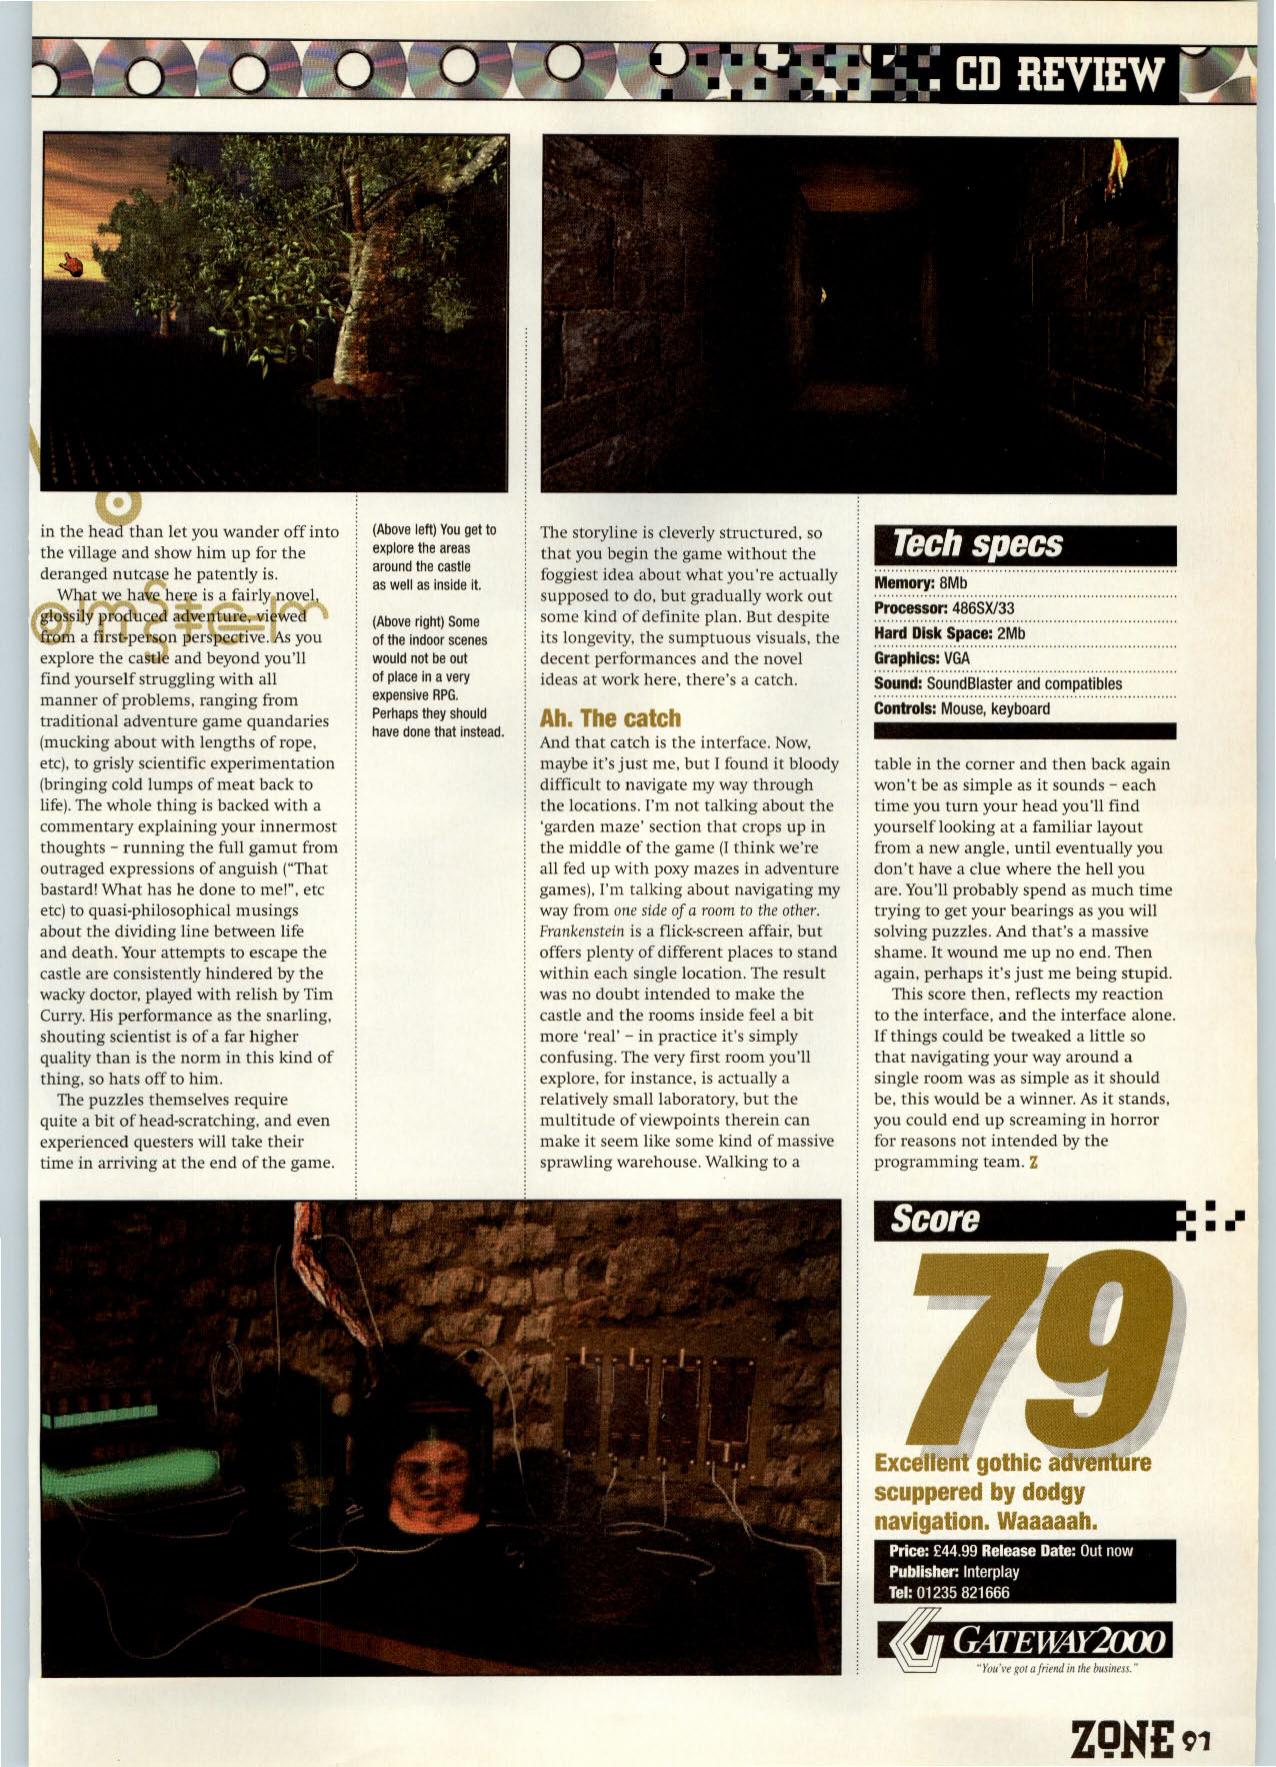 CD REVIEW
in the head than let you wander off into
the village and show him up for the
deranged nutcase he patently is.
What we have here is a fairly novel,
glossily produced adventure, viewed
from a first-person perspective. As you
explore the castle and beyond you'll
find yourself struggling with all
manner of problems, ranging from
traditional adventure game quandaries
(mucking about with lengths of rope,
etc), to grisly scientific experimentation
(bringing cold lumps of meat back to
life). The whole thing is backed with a
commentary explaining your innermost
thoughts – running the full gamut from
outraged expressions of anguish ("That
bastard! What has he done to me!", etc
etc) to quasi-philosophical musings
about the dividing line between life
and death. Your attempts to escape the
castle are consistently hindered by the
wacky doctor, played with relish by Tim
Curry. His performance as the snarling,
shouting scientist is of a far higher
quality than is the norm in this kind of
thing, so hats off to him.
The puzzles themselves require
quite a bit of head-scratching, and even
experienced questers will take their
time in arriving at the end of the game.
(Above left) You get to
explore the areas
around the castle
as well as inside it.
(Above right) Some
of the indoor scenes
would not be out
of place in a very
expensive RPG.
Perhaps they should
have done that instead.
The storyline is cleverly structured, so
that you begin the game without the
foggiest idea about what you're actually
supposed to do, but gradually work out
some kind of definite plan. But despite
its longevity, the sumptuous visuals, the
decent performances and the novel
ideas at work here, there's a catch.
Ah. The catch
And that catch is the interface. Now,
maybe it's just me, but I found it bloody
difficult to navigate my way through
the locations. I'm not talking about the
'garden maze' section that crops up in
the middle of the game (I think we're
all fed up with poxy mazes in adventure
games), I'm talking about navigating my
way from one side of a room to the other.
Frankenstein is a flick-screen affair, but
offers plenty of different places to stand
within each single location. The result
was no doubt intended to make the
castle and the rooms inside feel a bit
more 'real' – in practice it's simply
confusing. The very first room you'll
explore, for instance, is actually a
relatively small laboratory, but the
multitude of viewpoints therein can
make it seem like some kind of massive
sprawling warehouse. Walking to a
Tech specs
Memory: 8Mb
Processor: 486SX/33
Hard Disk Space: 2Mb
Graphics: VGA
Sound: SoundBlaster and compatibles
Controls: Mouse, keyboard
table in the corner and then back again
won't be as simple as it sounds – each
time you turn your head you'll find
yourself looking at a familiar layout
from a new angle, until eventually you
don't have a clue where the hell you
are. You'll probably spend as much time
trying to get your bearings as you will
solving puzzles. And that's a massive
shame. It wound me up no end. Then
again, perhaps it's just me being stupid.
This score then, reflects my reaction
to the interface, and the interface alone.
If things could be tweaked a little so
that navigating your way around a
single room was as simple as it should
be, this would be a winner. As it stands,
you could end up screaming in horror
for reasons not intended by the
programming team. Z
Score
79
Excellent gothic adventure
scuppered by dodgy
navigation. Waaaaah.
Price: £44.99 Release Date: Out now
Publisher: Interplay
Tel: 01235 821666
GATEWAY2000
"You've got a friend in the business."
ZONE 91